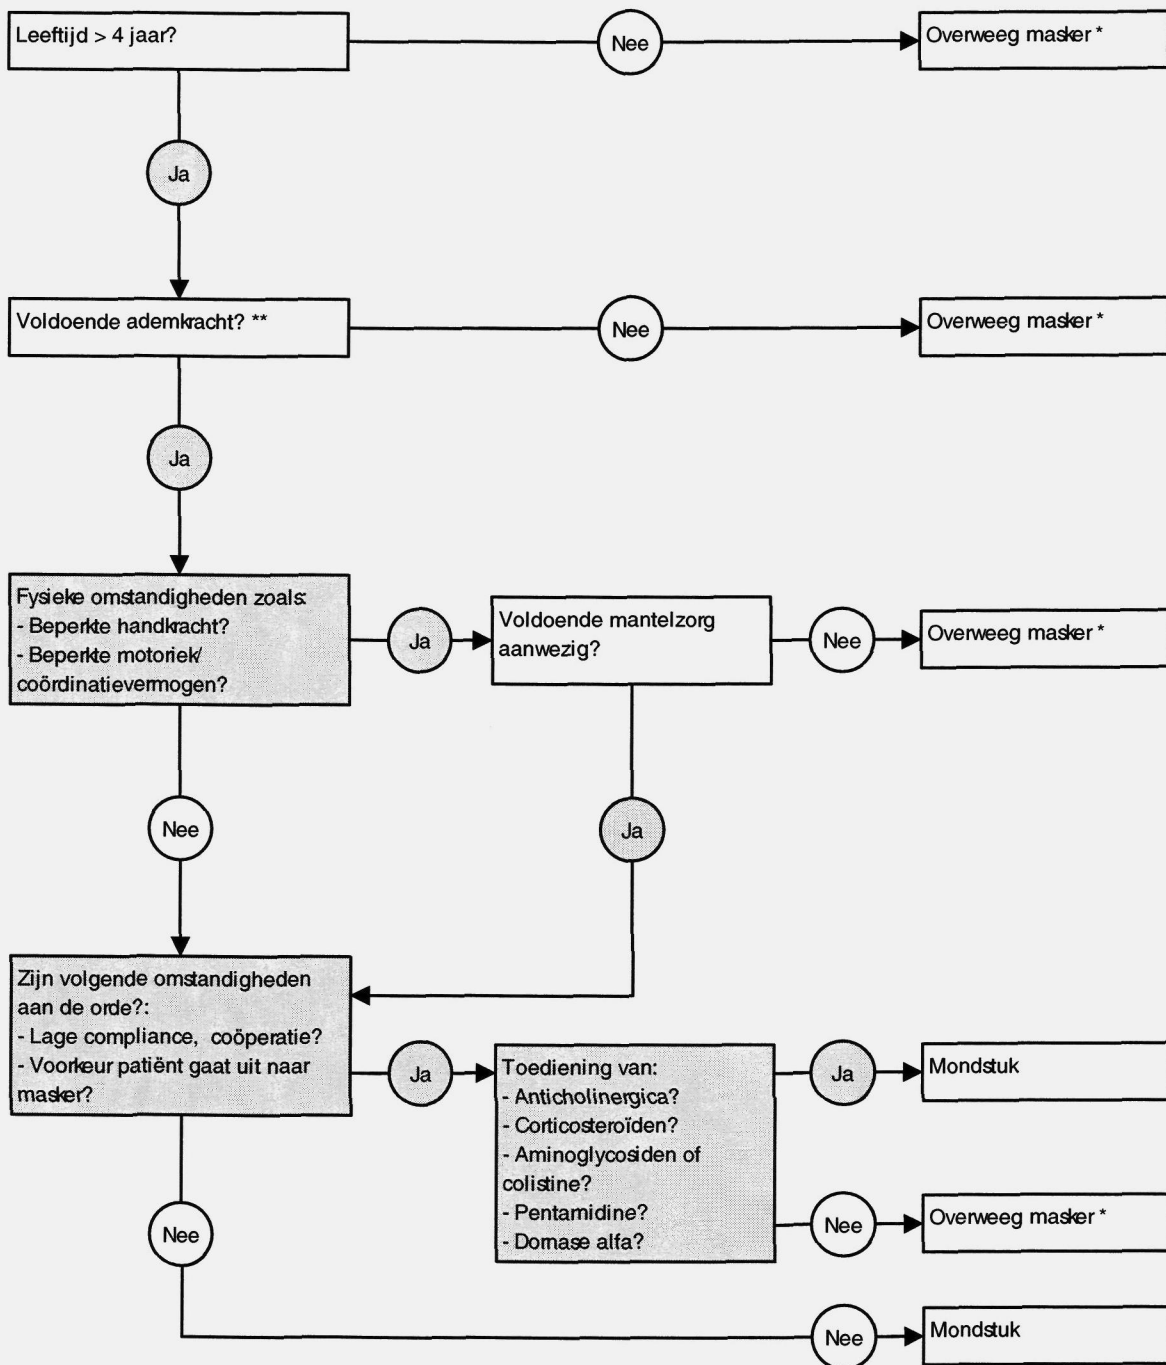 Leeftijd > 4 jaar?
Nee
Overweeg masker *
Ja
Voldoende ademkracht? **
Nee
Overweeg masker *
Ja
Fysieke omstandigheden zoals:
- Beperkte handkracht?
- Beperkte motoriek/
coördinatievermogen?
Ja
Voldoende mantelzorg
aanwezig?
Nee
Overweeg masker *
Nee
Ja
Zijn volgende omstandigheden
aan de orde?:
- Lage compliance, coöperatie?
- Voorkeur patiënt gaat uit naar
masker?
Ja
Toediening van:
- Anticholinergica?
- Corticosteroïden?
- Aminoglycosiden of
colistine?
- Pentamidine?
- Dornase alfa?
Ja
Mondstuk
Nee
Overweeg masker *
Nee
Nee
Mondstuk